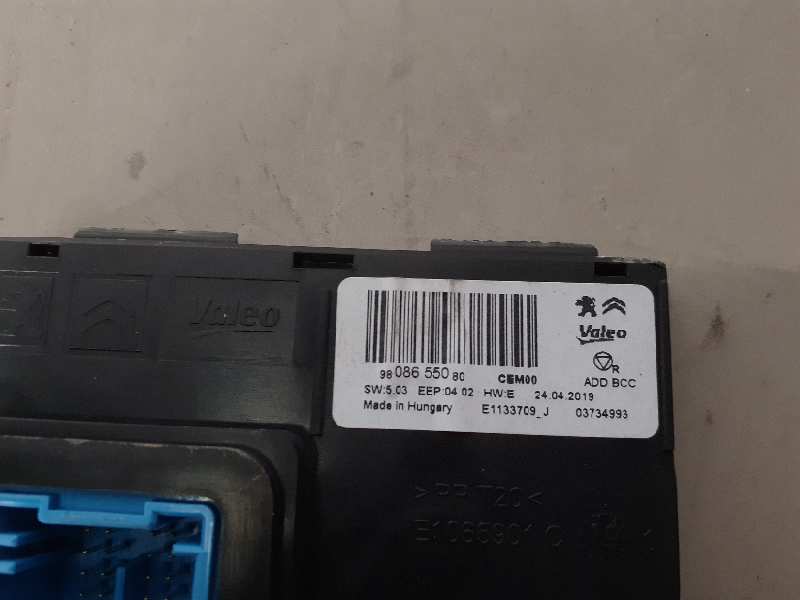 Valeo
Valeo
R
98 086 550 80 CEM00 ADD BCC
SW:5.03 EEP:04 02 HW:E 24.04.2019
Made in Hungary E1133709_J 03734993
>PP T20<
E1065901 C